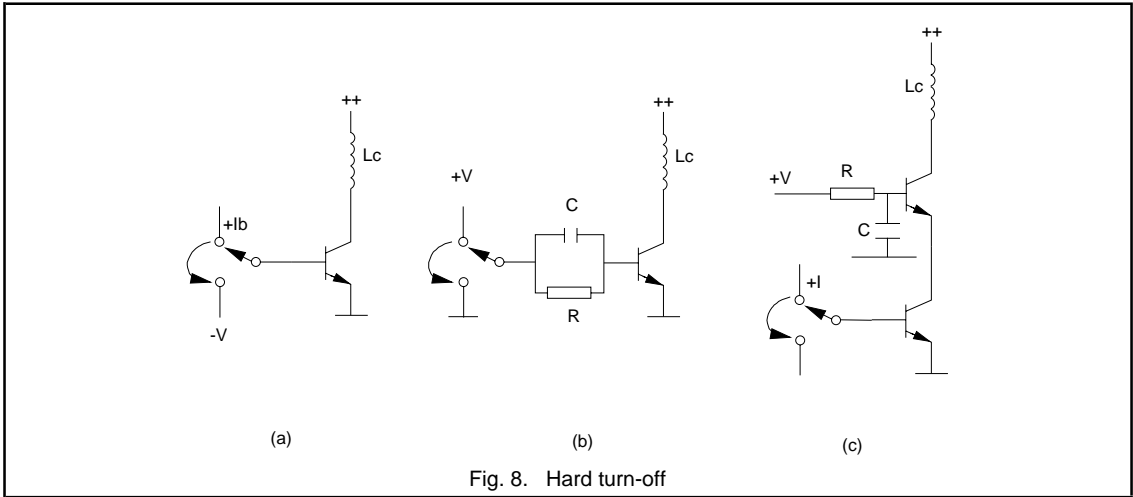 ++
Lc
+Ib
-V
(a)
++
Lc
+V
C
R
(b)
++
Lc
+V
R
C
+I
(c)
Fig. 8. Hard turn-off